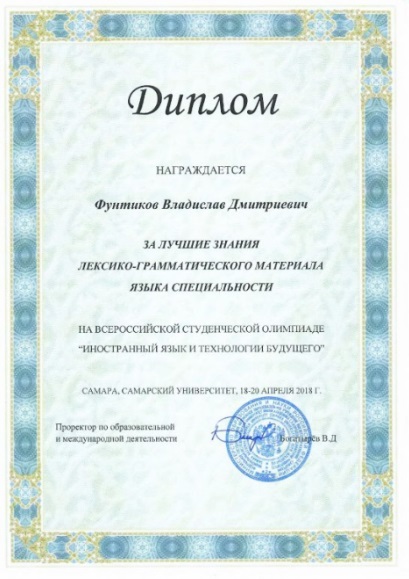 Диплом
НАГРАЖДАЕТСЯ
Фунтиков Владислав Дмитриевич
ЗА ЛУЧШИЕ ЗНАНИЯ
ЛЕКСИКО-ГРАММАТИЧЕСКОГО МАТЕРИАЛА
ЯЗЫКА СПЕЦИАЛЬНОСТИ
НА ВСЕРОССИЙСКОЙ СТУДЕНЧЕСКОЙ ОЛИМПИАДЕ
“ИНОСТРАННЫЙ ЯЗЫК И ТЕХНОЛОГИИ БУДУЩЕГО”
САМАРА, САМАРСКИЙ УНИВЕРСИТЕТ, 18-20 АПРЕЛЯ 2018 Г.
Проректор по образовательной
и международной деятельности
Богатырев В.Д